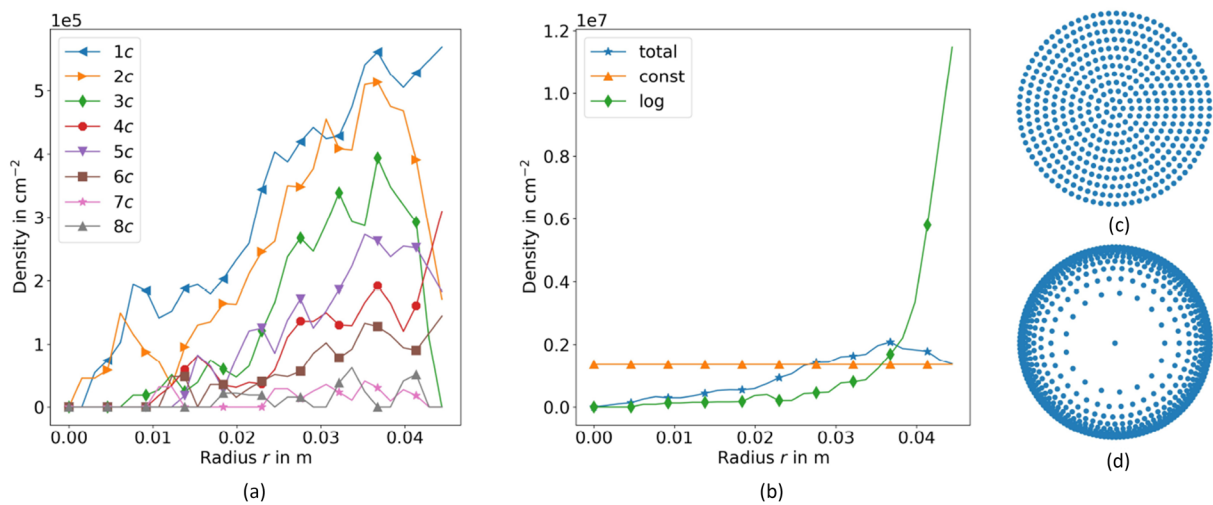 1e5
Density in cm⁻²
5
4
3
2
1
0
1c
2c
3c
4c
5c
6c
7c
8c
0.00 0.01 0.02 0.03 0.04
Radius r in m
(a)
1e7
Density in cm⁻²
1.2
1.0
0.8
0.6
0.4
0.2
0.0
total
const
log
0.00 0.01 0.02 0.03 0.04
Radius r in m
(b)
(c)
(d)